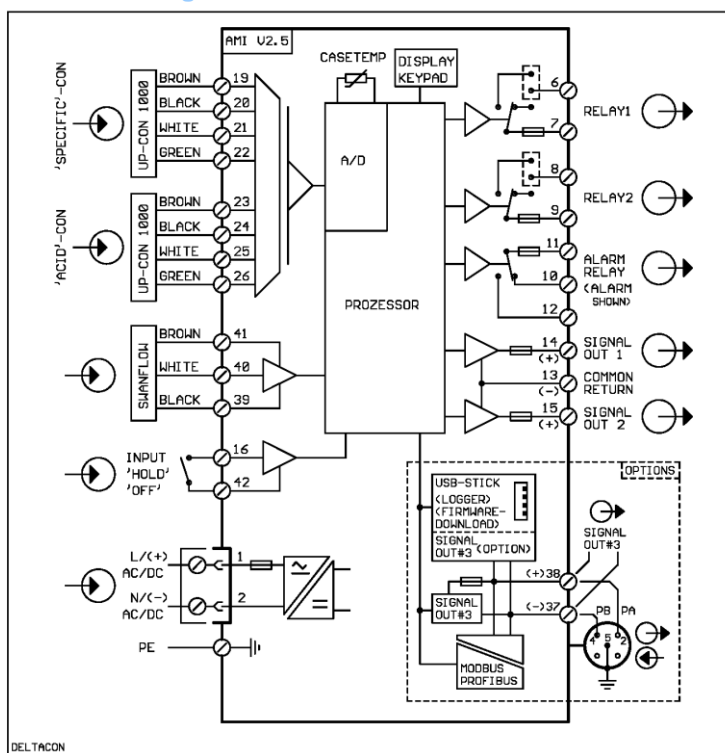 AMI V2.5
CASETEMP
DISPLAY
KEYPAD
'SPECIFIC'-CON
UP-CON 1000
BROWN 19
BLACK 20
WHITE 21
GREEN 22
'ACID'-CON
UP-CON 1000
BROWN 23
BLACK 24
WHITE 25
GREEN 26
SWANFLOW
BROWN 41
WHITE 40
BLACK 39
INPUT 16
'HOLD'
'OFF' 42
L/(+) 1
AC/DC
N/(-) 2
AC/DC
PE
A/D
PROZESSOR
6 RELAY1
7
8 RELAY2
9
11
ALARM
10 RELAY
(ALARM
SHOWN)
12
14 SIGNAL
(+) OUT 1
13 COMMON
(-) RETURN
15 SIGNAL
(+) OUT 2
OPTIONS
USB-STICK
(LOGGER)
(FIRMWARE-
DOWNLOAD)
SIGNAL
OUT#3 (OPTION)
SIGNAL
OUT#3
(+)38
(-)37
SIGNAL
OUT#3
PB PA
4 5 2
MODBUS
PROFIBUS
DELTACON